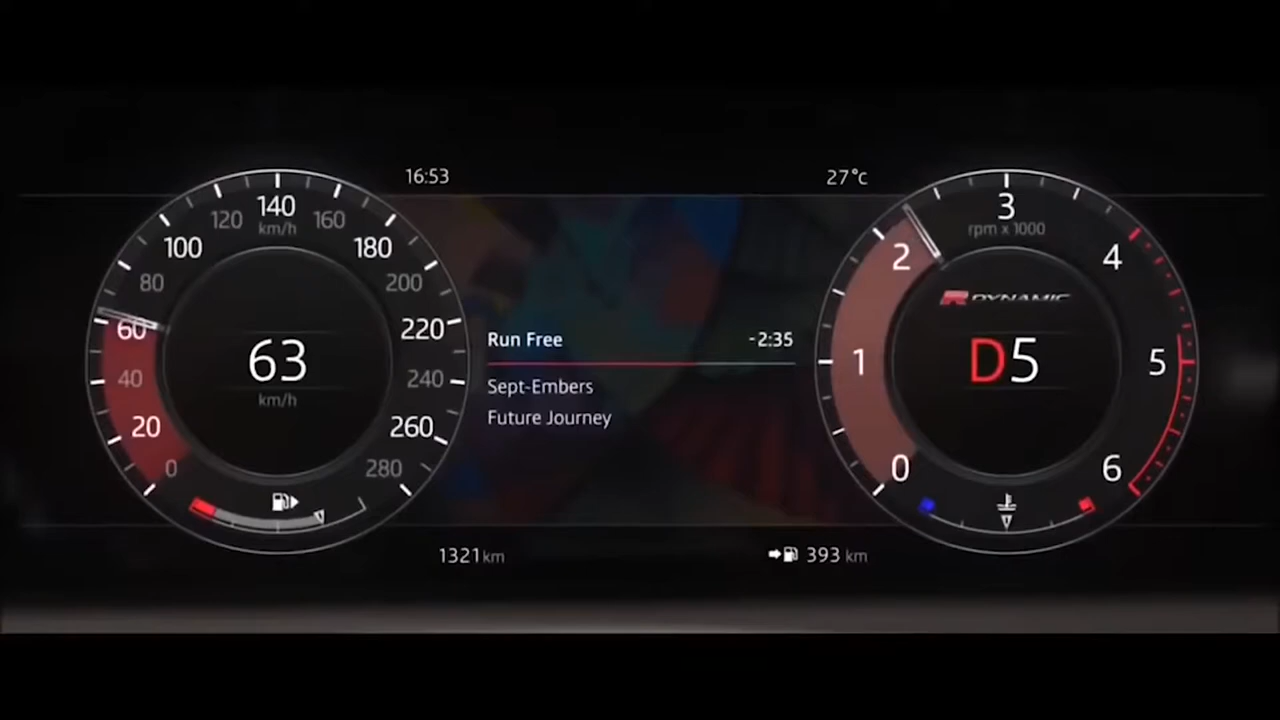 16:53
27°C
140
km/h
120
160
100
180
80
200
60
220
40
240
20
260
0
280
63
km/h
Run Free -2:35
Sept-Embers
Future Journey
3
rpm x 1000
2
4
R DYNAMIC
1
D5
5
0
6
1321 km
393 km